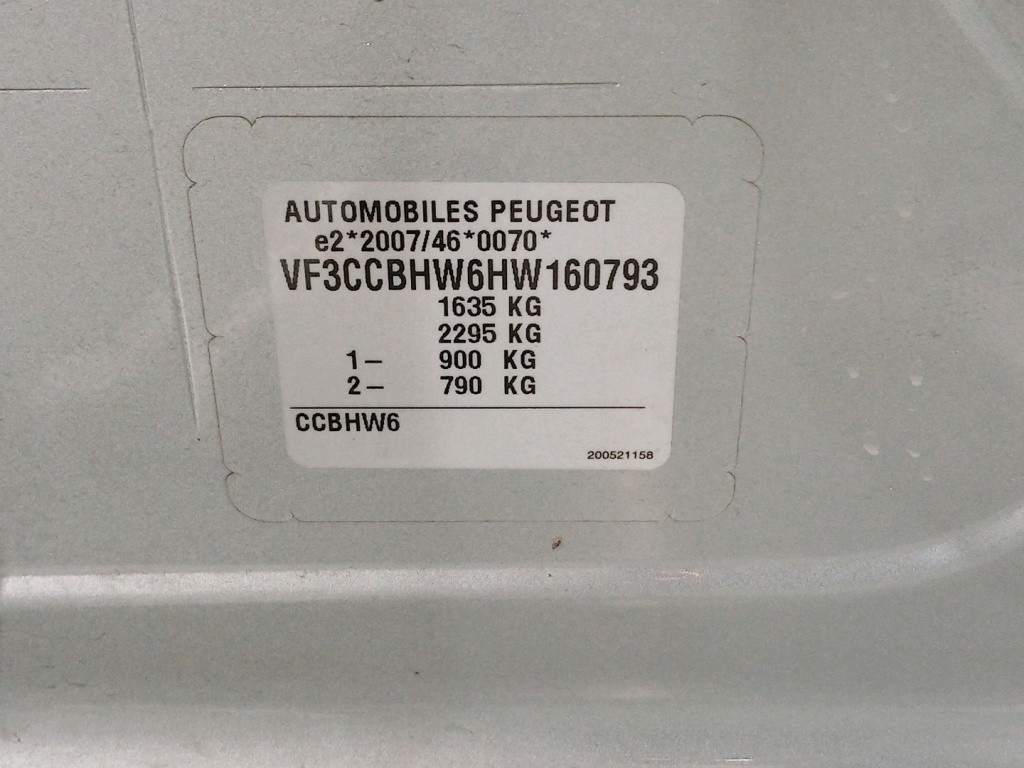 AUTOMOBILES PEUGEOT
e2*2007/46*0070*
VF3CCBHW6HW160793
1635 KG
2295 KG
1– 900 KG
2– 790 KG
CCBHW6
200521158